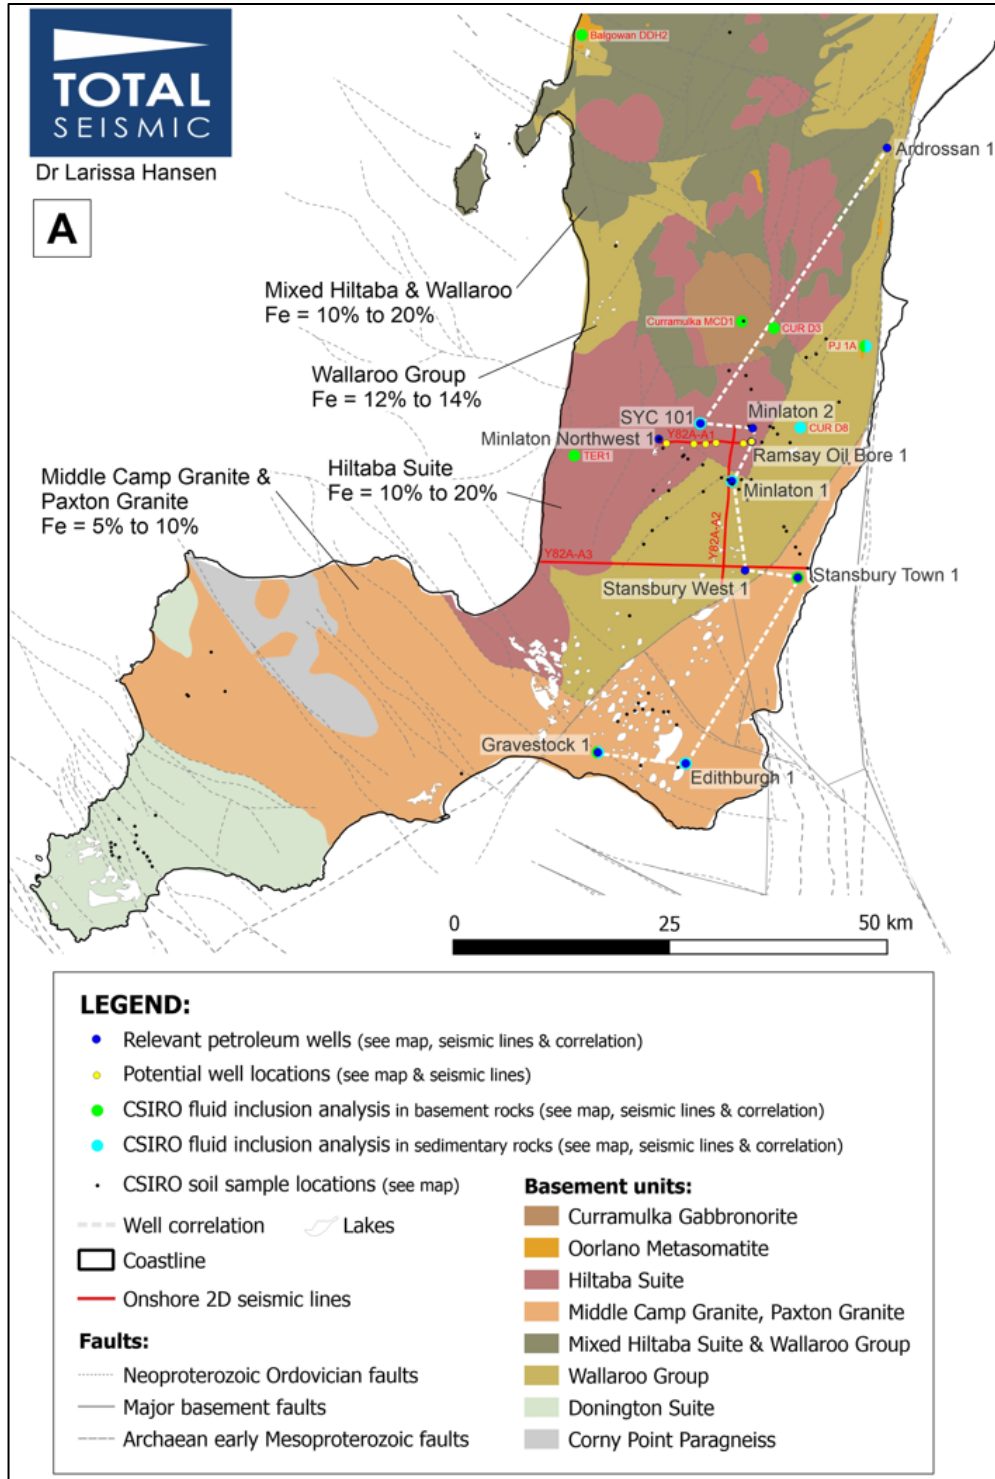 TOTAL
SEISMIC
Dr Larissa Hansen
A
Balgowan DDH2
Ardrossan 1
Mixed Hiltaba & Wallaroo
Fe = 10% to 20%
Curramulka MCD1
CUR D3
PJ 1A
Wallaroo Group
Fe = 12% to 14%
SYC 101
Minlaton 2
CUR D8
Minlaton Northwest 1
Y82A-A1
Ramsay Oil Bore 1
TER1
Middle Camp Granite &
Paxton Granite
Fe = 5% to 10%
Hiltaba Suite
Fe = 10% to 20%
Minlaton 1
Y82A-A2
Y82A-A3
Stansbury West 1
Stansbury Town 1
Gravestock 1
Edithburgh 1
0 25 50 km
LEGEND:
Relevant petroleum wells (see map, seismic lines & correlation)
Potential well locations (see map & seismic lines)
CSIRO fluid inclusion analysis in basement rocks (see map, seismic lines & correlation)
CSIRO fluid inclusion analysis in sedimentary rocks (see map, seismic lines & correlation)
CSIRO soil sample locations (see map)
Well correlation
Lakes
Coastline
Onshore 2D seismic lines
Faults:
Neoproterozoic Ordovician faults
Major basement faults
Archaean early Mesoproterozoic faults
Basement units:
Curramulka Gabbronorite
Oorlano Metasomatite
Hiltaba Suite
Middle Camp Granite, Paxton Granite
Mixed Hiltaba Suite & Wallaroo Group
Wallaroo Group
Donington Suite
Corny Point Paragneiss